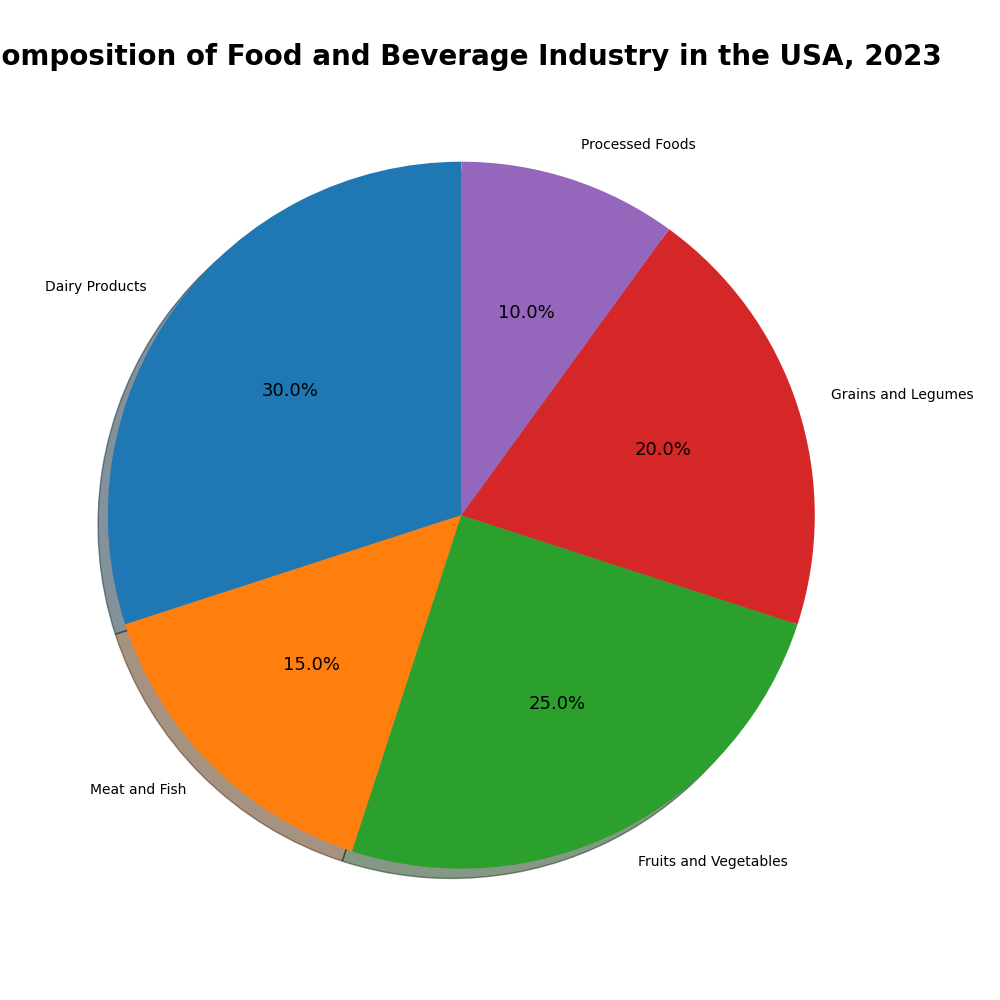 omposition of Food and Beverage Industry in the USA, 2023
Processed Foods
Dairy Products
10.0%
30.0%
Grains and Legumes
20.0%
15.0%
25.0%
Meat and Fish
Fruits and Vegetables